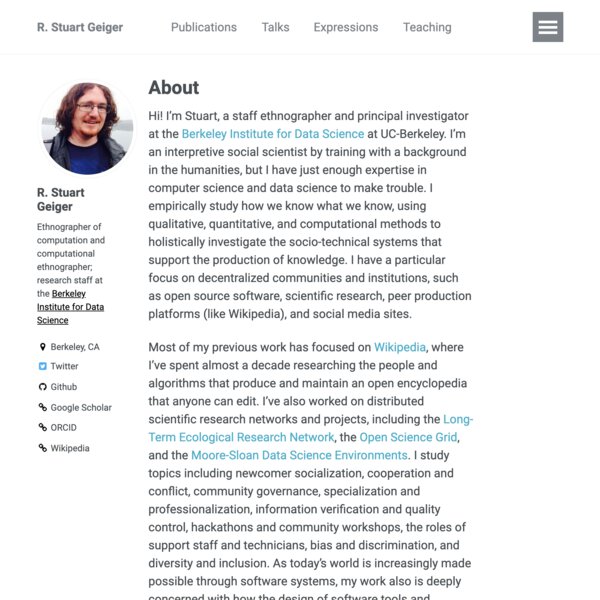 R. Stuart Geiger
Publications
Talks
Expressions
Teaching
R. Stuart
Geiger
Ethnographer of
computation and
computational
ethnographer;
research staff at
the Berkeley
Institute for Data
Science
Berkeley, CA
Twitter
Github
Google Scholar
ORCID
Wikipedia
About
Hi! I’m Stuart, a staff ethnographer and principal investigator
at the Berkeley Institute for Data Science at UC-Berkeley. I’m
an interpretive social scientist by training with a background
in the humanities, but I have just enough expertise in
computer science and data science to make trouble. I
empirically study how we know what we know, using
qualitative, quantitative, and computational methods to
holistically investigate the socio-technical systems that
support the production of knowledge. I have a particular
focus on decentralized communities and institutions, such
as open source software, scientific research, peer production
platforms (like Wikipedia), and social media sites.
Most of my previous work has focused on Wikipedia, where
I’ve spent almost a decade researching the people and
algorithms that produce and maintain an open encyclopedia
that anyone can edit. I’ve also worked on distributed
scientific research networks and projects, including the Long-
Term Ecological Research Network, the Open Science Grid,
and the Moore-Sloan Data Science Environments. I study
topics including newcomer socialization, cooperation and
conflict, community governance, specialization and
professionalization, information verification and quality
control, hackathons and community workshops, the roles of
support staff and technicians, bias and discrimination, and
diversity and inclusion. As today’s world is increasingly made
possible through software systems, my work also is deeply
concerned with how the design of software tools and